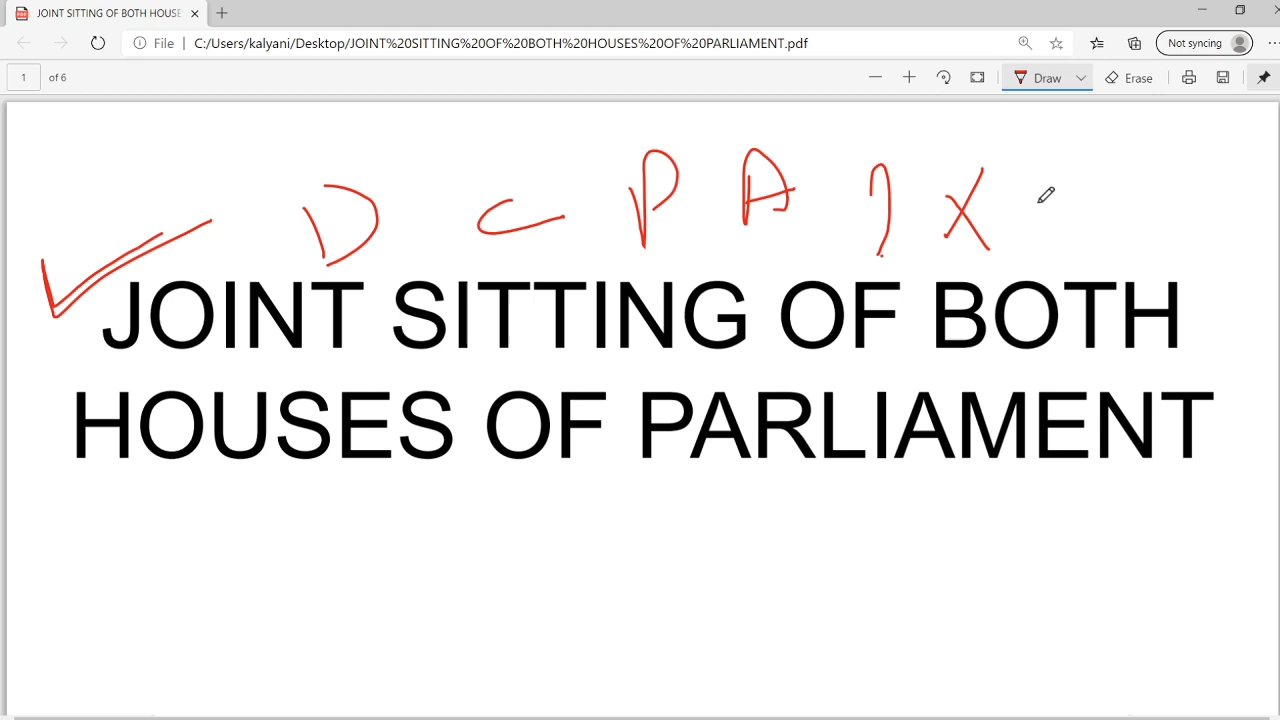 JOINT SITTING OF BOTH HOUSE
File | C:/Users/kalyani/Desktop/JOINT%20SITTING%20OF%20BOTH%20HOUSES%20OF%20PARLIAMENT.pdf Not syncing
1 of 6 Draw Erase
D C P A ? X
JOINT SITTING OF BOTH
HOUSES OF PARLIAMENT